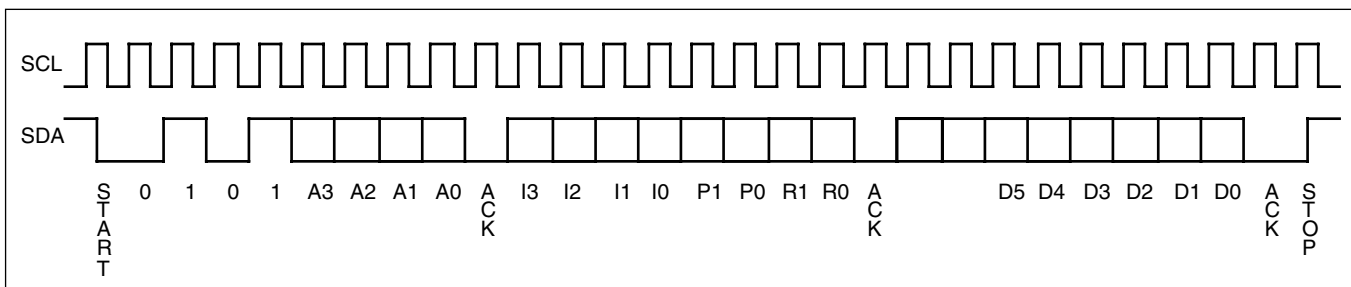 SCL
SDA
START 0 1 0 1 A3 A2 A1 A0 ACK I3 I2 I1 I0 P1 P0 R1 R0 ACK D5 D4 D3 D2 D1 D0 ACK STOP